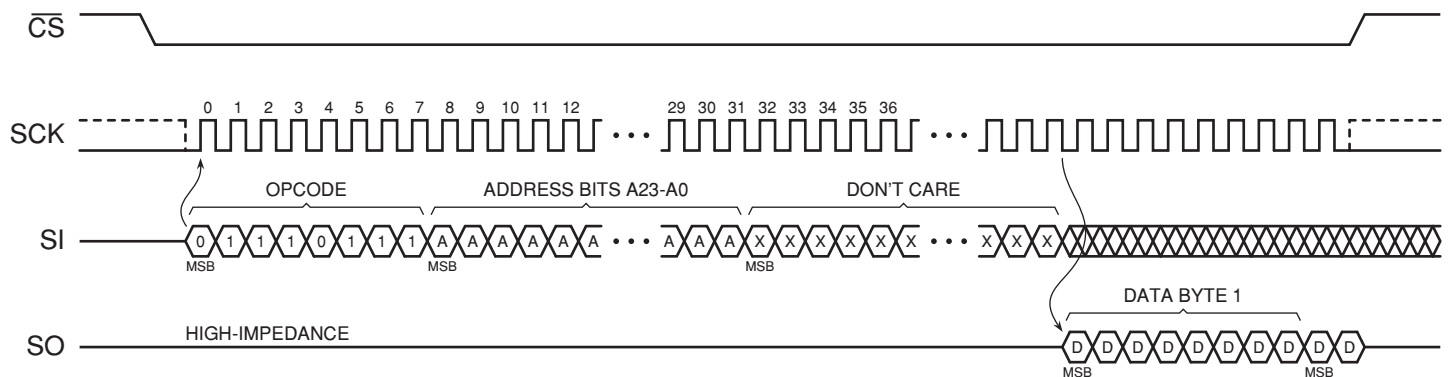 CS
0 1 2 3 4 5 6 7 8 9 10 11 12 29 30 31 32 33 34 35 36
SCK
OPCODE ADDRESS BITS A23-A0 DON'T CARE
SI 0 1 1 1 0 1 1 1 A A A A A A A A A X X X X X X X X X
MSB MSB MSB
DATA BYTE 1
HIGH-IMPEDANCE
SO D D D D D D D D D D
MSB MSB